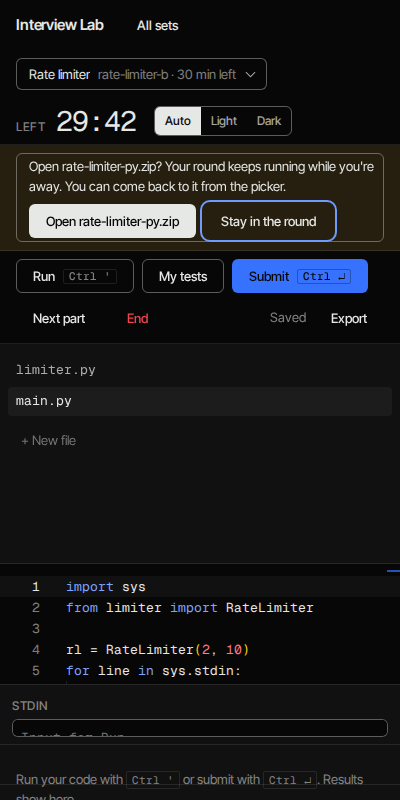 Interview Lab All sets
Rate limiter rate-limiter-b · 30 min left
LEFT 29:42 Auto Light Dark
Open rate-limiter-py.zip? Your round keeps running while you're
away. You can come back to it from the picker.
Open rate-limiter-py.zip Stay in the round
Run Ctrl ' My tests Submit Ctrl ↵
Next part End Saved Export
limiter.py
main.py
+ New file
1 import sys
2 from limiter import RateLimiter
3
4 rl = RateLimiter(2, 10)
5 for line in sys.stdin:
STDIN
Input for Run
Run your code with Ctrl ' or submit with Ctrl ↵. Results
show here